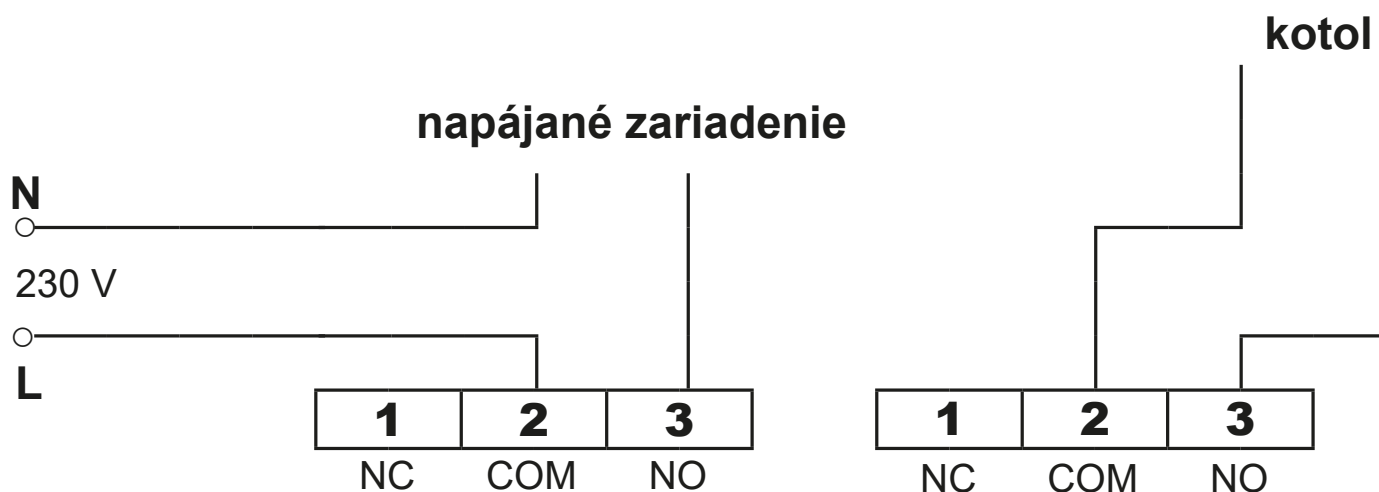 kotol
napájané zariadenie
N
230 V
L
1 2 3
NC COM NO
1 2 3
NC COM NO